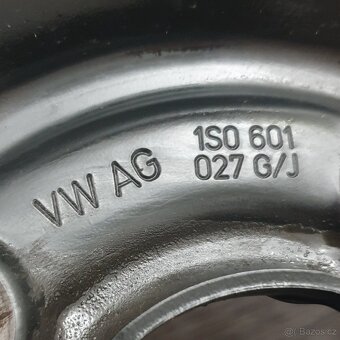 VW AG
1S0 601
027 G/J
© Bazos.cz